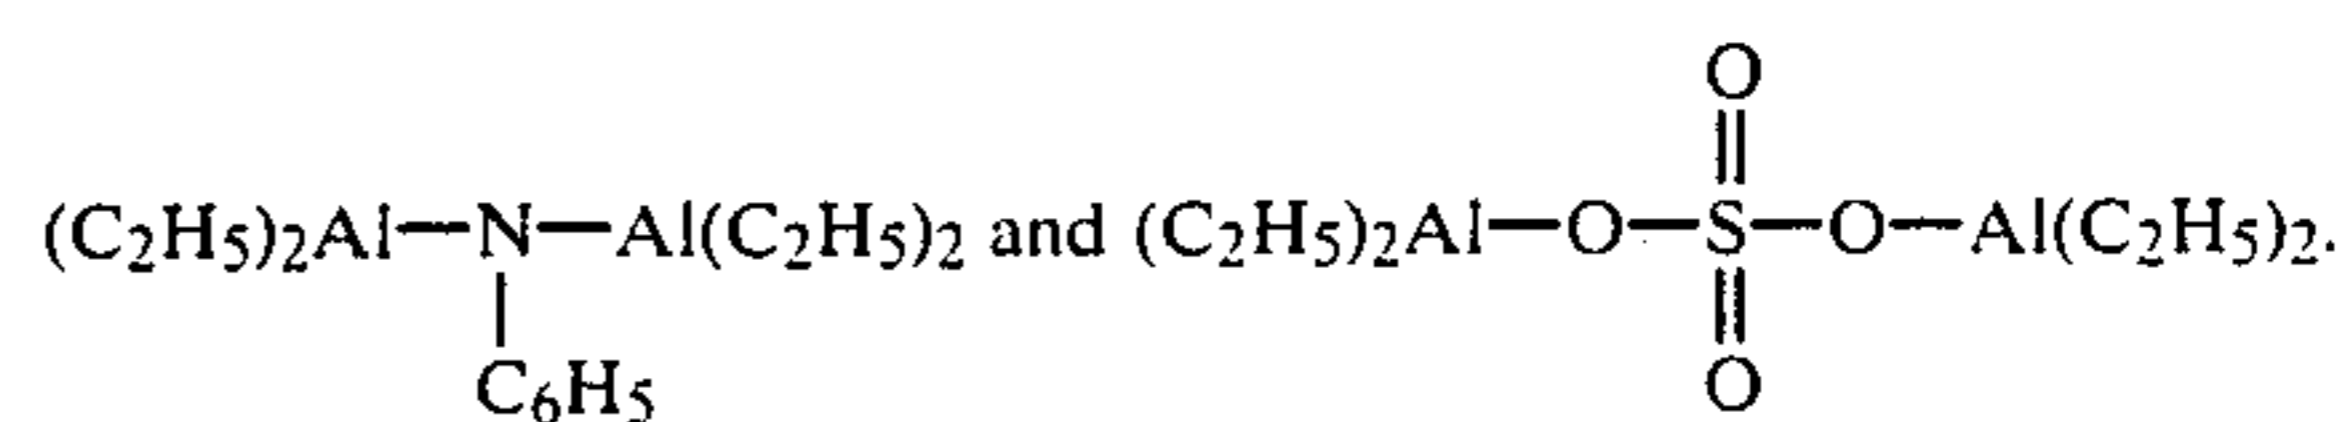 O
||
(C₂H₅)₂Al—N—Al(C₂H₅)₂ and (C₂H₅)₂Al—O—S—O—Al(C₂H₅)₂.
| ||
C₆H₅ O